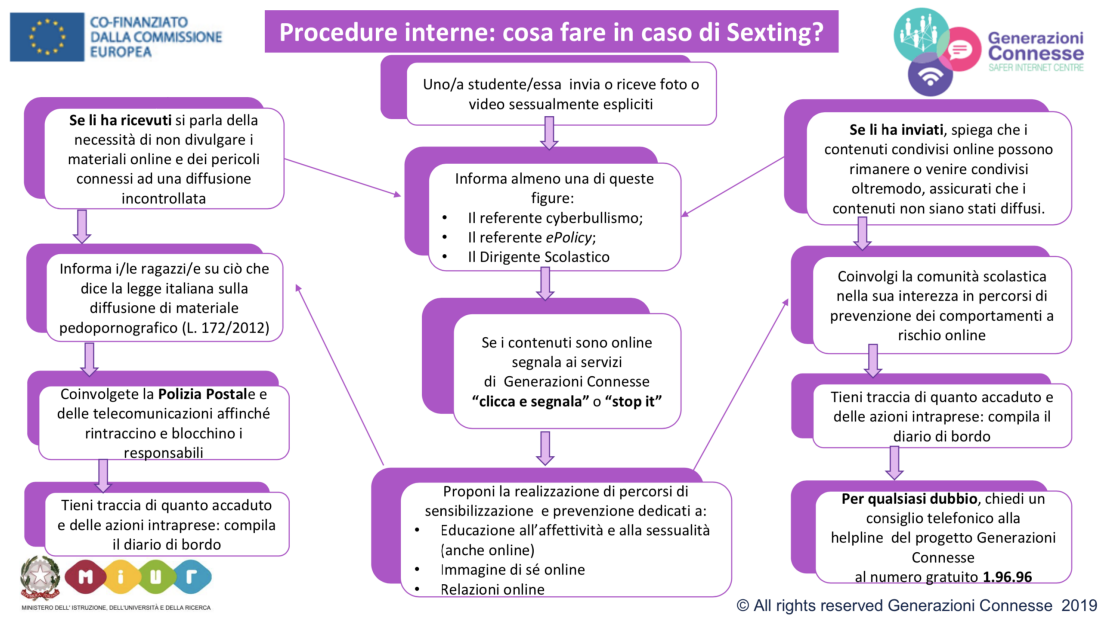 CO-FINANZIATO
DALLA COMMISSIONE
EUROPEA
Procedure interne: cosa fare in caso di Sexting?
Generazioni
Connesse
SAFER INTERNET CENTRE
Uno/a studente/essa invia o riceve foto o
video sessualmente espliciti
Se li ha ricevuti si parla della
necessità di non divulgare i
materiali online e dei pericoli
connessi ad una diffusione
incontrollata
Informa i/le ragazzi/e su ciò che
dice la legge italiana sulla
diffusione di materiale
pedopornografico (L. 172/2012)
Coinvolgete la Polizia Postale e
delle telecomunicazioni affinché
rintraccino e blocchino i
responsabili
Tieni traccia di quanto accaduto
e delle azioni intraprese: compila
il diario di bordo
Informa almeno una di queste
figure:
• Il referente cyberbullismo;
• Il referente ePolicy;
• Il Dirigente Scolastico
Se i contenuti sono online
segnala ai servizi
di Generazioni Connesse
“clicca e segnala” o “stop it”
Proponi la realizzazione di percorsi di
sensibilizzazione e prevenzione dedicati a:
• Educazione all’affettività e alla sessualità
(anche online)
• Immagine di sé online
• Relazioni online
Se li ha inviati, spiega che i
contenuti condivisi online possono
rimanere o venire condivisi
oltremodo, assicurati che i
contenuti non siano stati diffusi.
Coinvolgi la comunità scolastica
nella sua interezza in percorsi di
prevenzione dei comportamenti a
rischio online
Tieni traccia di quanto accaduto e
delle azioni intraprese: compila il
diario di bordo
Per qualsiasi dubbio, chiedi un
consiglio telefonico alla
helpline del progetto Generazioni
Connesse
al numero gratuito 1.96.96
M i u r
MINISTERO DELL' ISTRUZIONE, DELL'UNIVERSITÀ E DELLA RICERCA
© All rights reserved Generazioni Connesse 2019